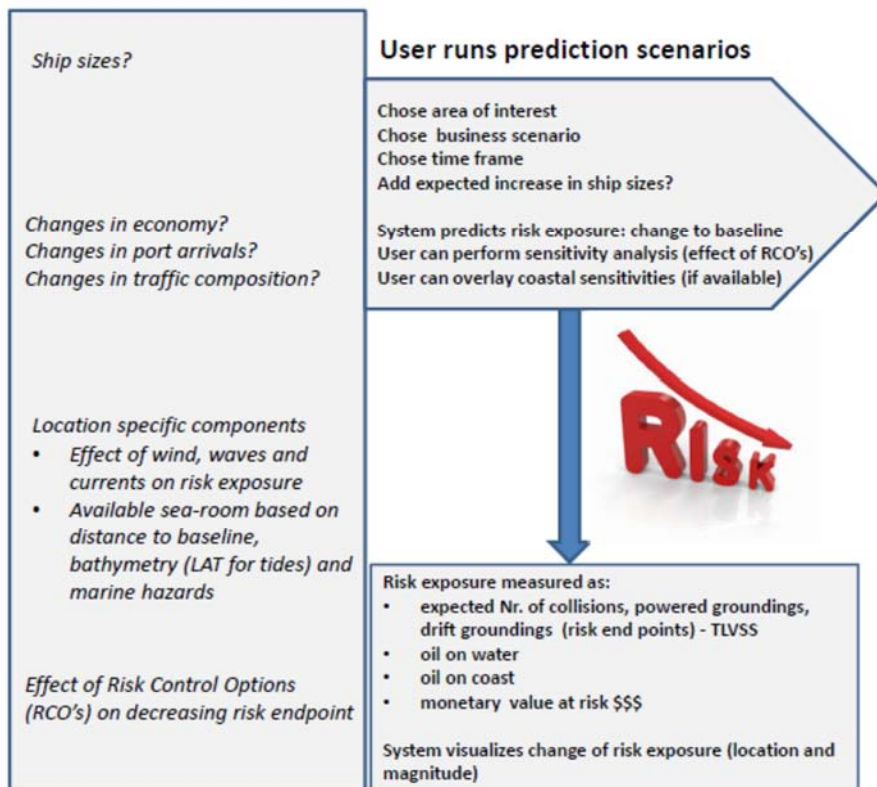 Ship sizes?
Changes in economy?
Changes in port arrivals?
Changes in traffic composition?
Location specific components
• Effect of wind, waves and
currents on risk exposure
• Available sea-room based on
distance to baseline,
bathymetry (LAT for tides) and
marine hazards
Effect of Risk Control Options
(RCO's) on decreasing risk endpoint
User runs prediction scenarios
Chose area of interest
Chose business scenario
Chose time frame
Add expected increase in ship sizes?
System predicts risk exposure: change to baseline
User can perform sensitivity analysis (effect of RCO's)
User can overlay coastal sensitivities (if available)
RISK
Risk exposure measured as:
• expected Nr. of collisions, powered groundings,
drift groundings (risk end points) - TLVSS
• oil on water
• oil on coast
• monetary value at risk $$$
System visualizes change of risk exposure (location and
magnitude)